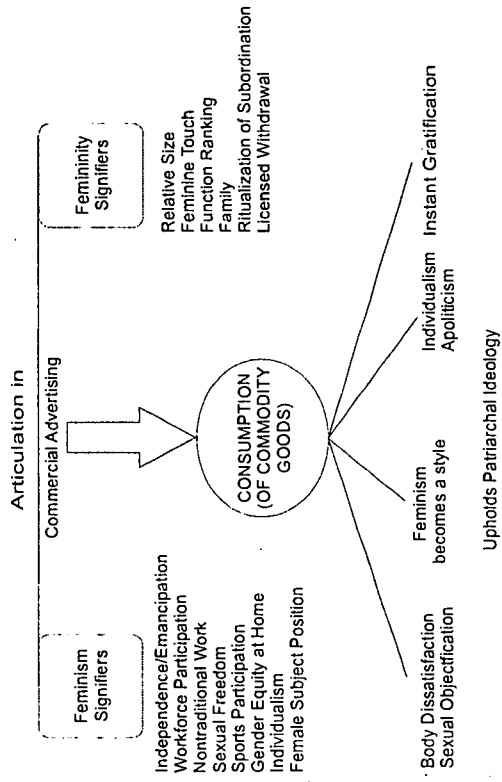 Articulation in
Commercial Advertising
Feminism
Signifiers
Femininity
Signifiers
Independence/Emancipation
Workforce Participation
Nontraditional Work
Sexual Freedom
Sports Participation
Gender Equity at Home
Individualism
Female Subject Position
Relative Size
Feminine Touch
Function Ranking
Family
Ritualization of Subordination
Licensed Withdrawal
CONSUMPTION
(OF COMMODITY
GOODS)
Body Dissatisfaction
Sexual Objectification
Feminism
becomes a style
Individualism
Apoliticism
Instant Gratification
Upholds Patriarchal Ideology